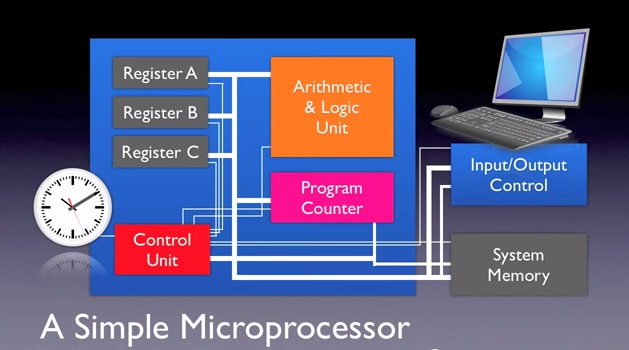 Register A
Register B
Register C
Arithmetic
& Logic
Unit
Program
Counter
Control
Unit
Input/Output
Control
System
Memory
A Simple Microprocessor